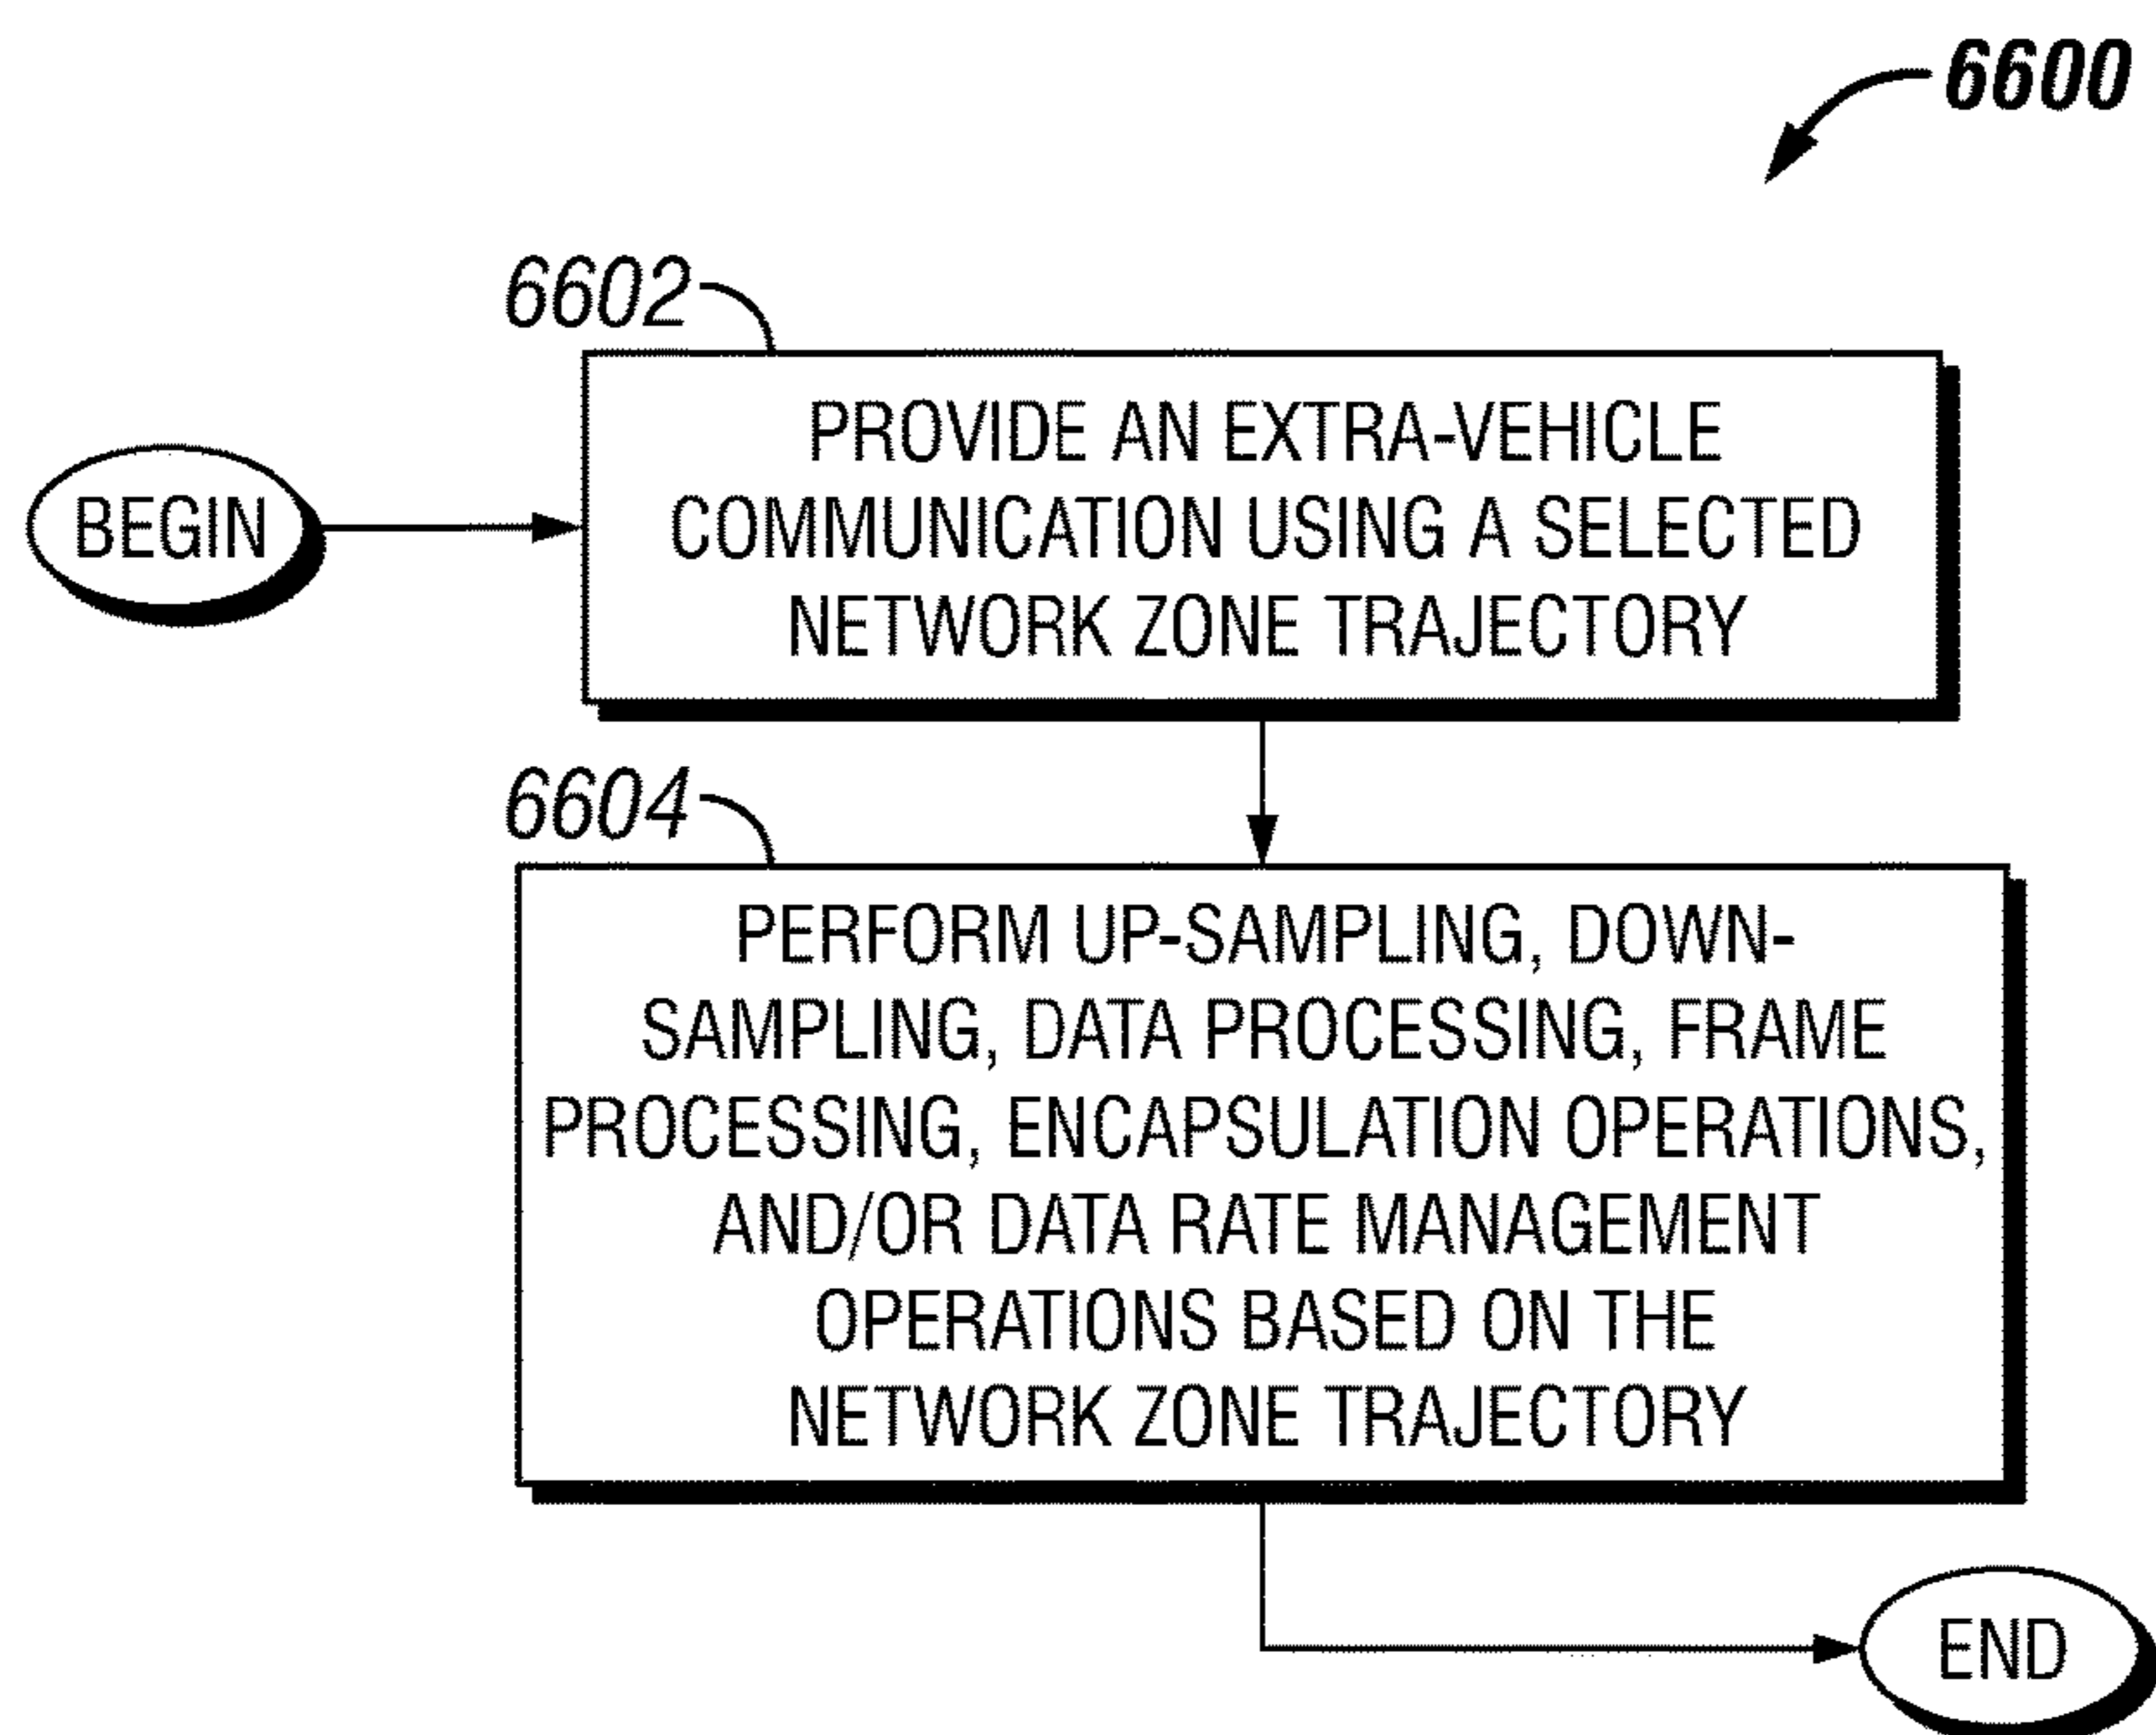 6600
6602
PROVIDE AN EXTRA-VEHICLE
COMMUNICATION USING A SELECTED
NETWORK ZONE TRAJECTORY
BEGIN
6604
PERFORM UP-SAMPLING, DOWN-
SAMPLING, DATA PROCESSING, FRAME
PROCESSING, ENCAPSULATION OPERATIONS,
AND/OR DATA RATE MANAGEMENT
OPERATIONS BASED ON THE
NETWORK ZONE TRAJECTORY
END